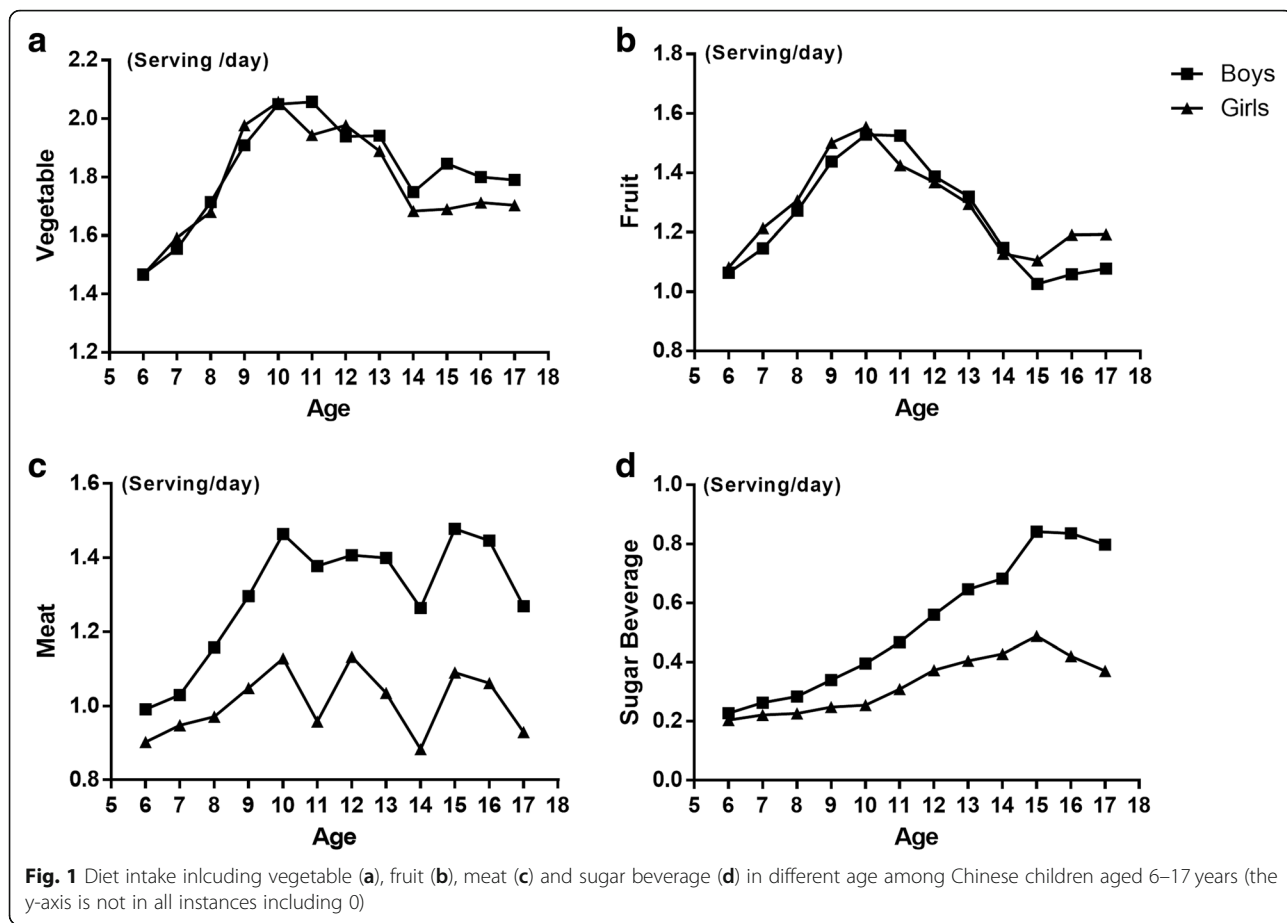 a
(Serving /day)
2.2
2.0
1.8
1.6
1.4
1.2
Vegetable
5 6 7 8 9 10 11 12 13 14 15 16 17 18
Age
b
(Serving/day)
1.8
1.6
1.4
1.2
1.0
0.8
Fruit
5 6 7 8 9 10 11 12 13 14 15 16 17 18
Age
Boys
Girls
c
(Serving/day)
1.6
1.4
1.2
1.0
0.8
Meat
5 6 7 8 9 10 11 12 13 14 15 16 17 18
Age
d
(Serving/day)
1.0
0.8
0.6
0.4
0.2
0.0
Sugar Beverage
5 6 7 8 9 10 11 12 13 14 15 16 17 18
Age
Fig. 1 Diet intake inlcuding vegetable (a), fruit (b), meat (c) and sugar beverage (d) in different age among Chinese children aged 6–17 years (the
y-axis is not in all instances including 0)